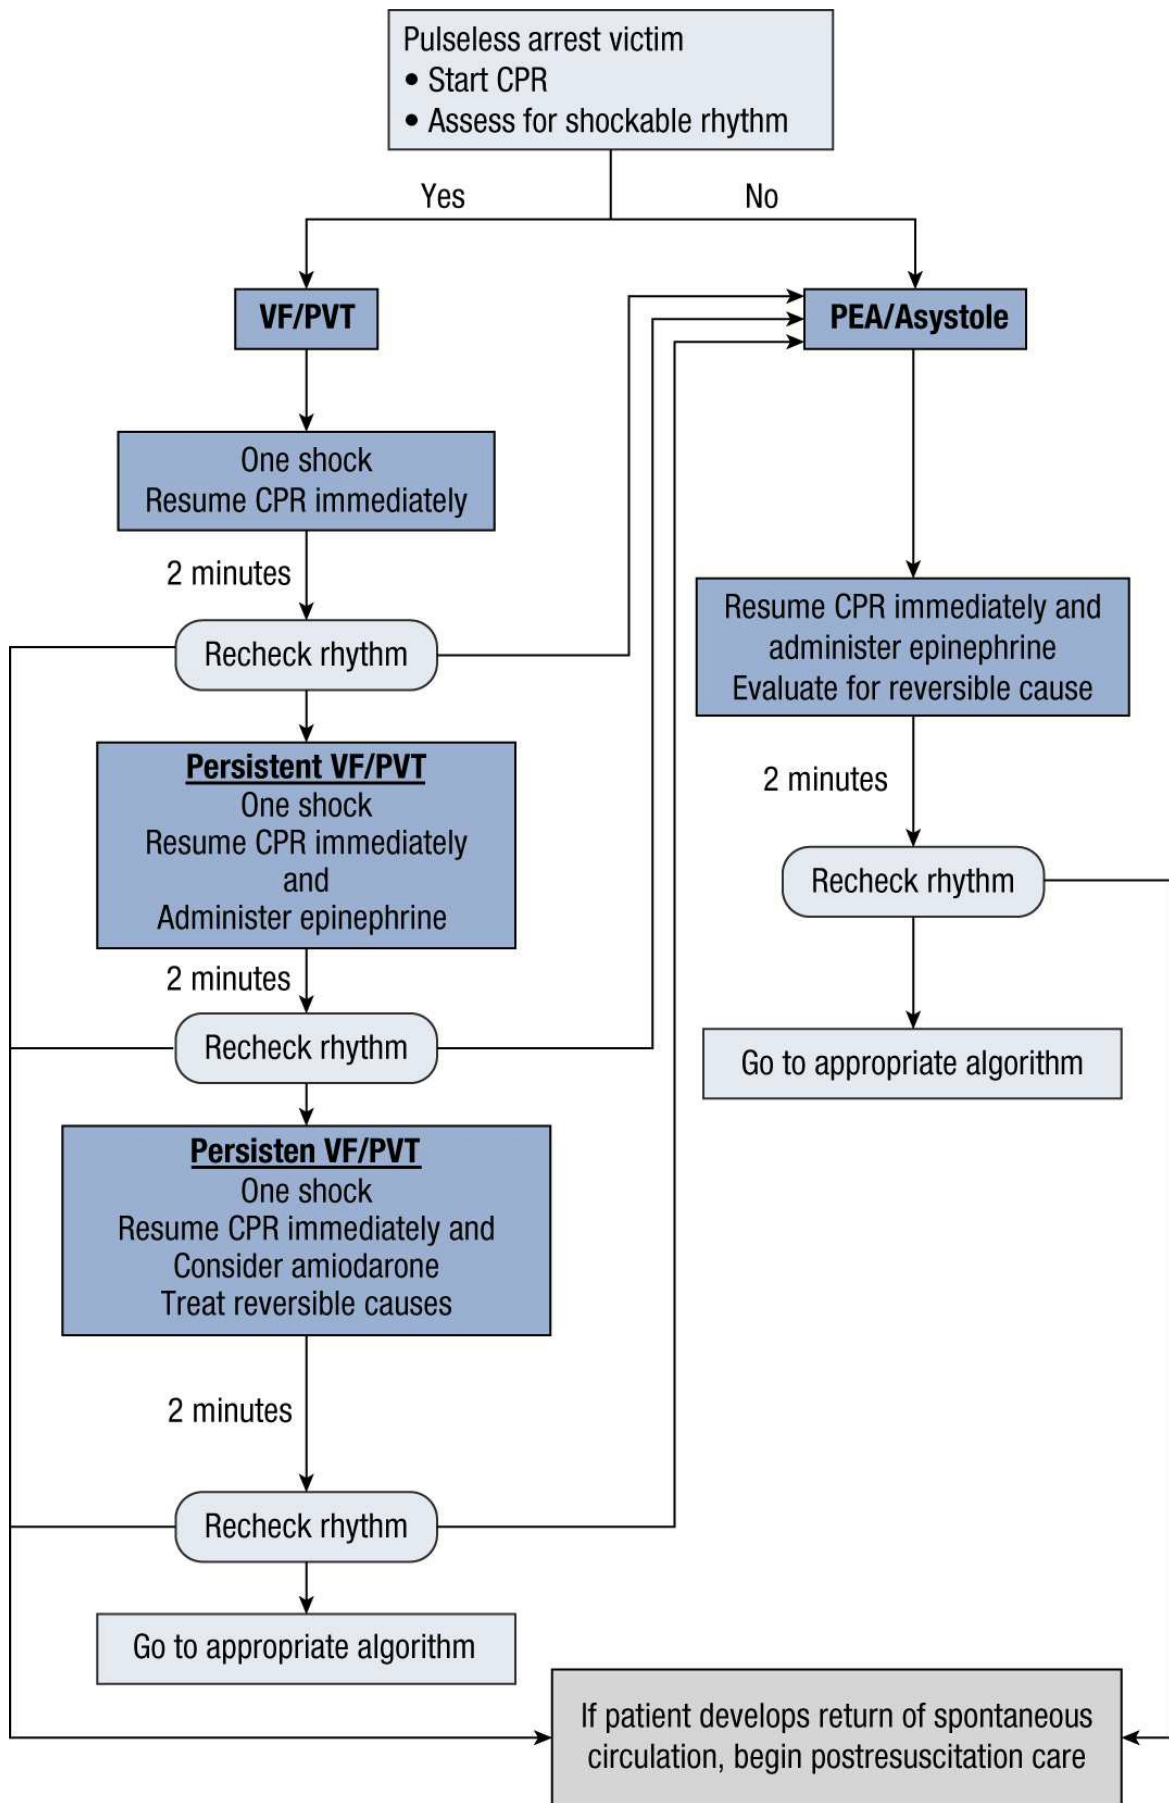 Pulseless arrest victim
• Start CPR
• Assess for shockable rhythm
Yes
No
VF/PVT
PEA/Asystole
One shock
Resume CPR immediately
2 minutes
Recheck rhythm
Resume CPR immediately and
administer epinephrine
Evaluate for reversible cause
2 minutes
Recheck rhythm
Go to appropriate algorithm
Persistent VF/PVT
One shock
Resume CPR immediately
and
Administer epinephrine
2 minutes
Recheck rhythm
Persisten VF/PVT
One shock
Resume CPR immediately and
Consider amiodarone
Treat reversible causes
2 minutes
Recheck rhythm
Go to appropriate algorithm
If patient develops return of spontaneous
circulation, begin postresuscitation care